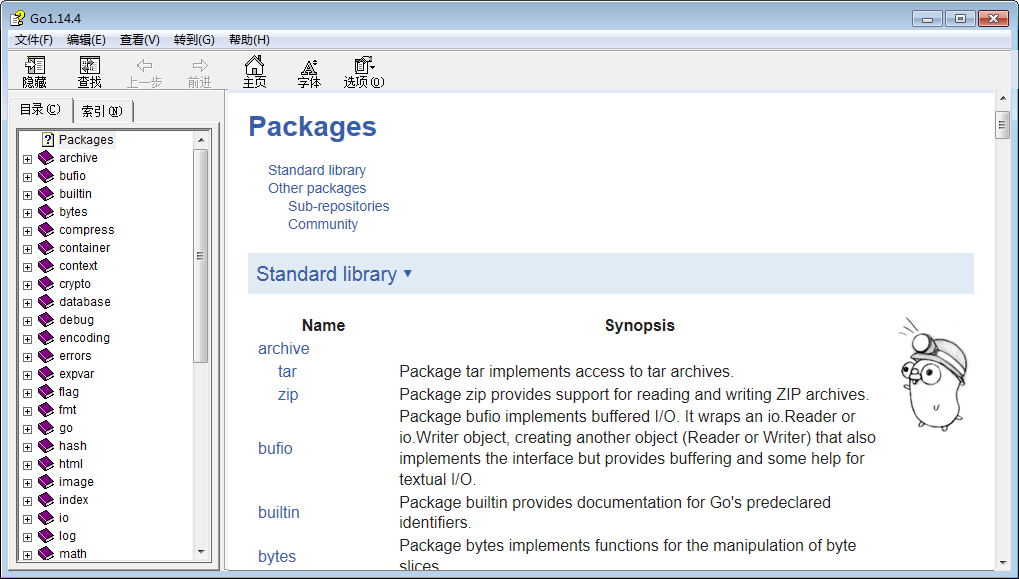 Go1.14.4
文件(F) 编辑(E) 查看(V) 转到(G) 帮助(H)
隐藏 查找 上一步 前进 主页 字体 选项(O)
目录(C) 索引(N)
Packages
archive
bufio
builtin
bytes
compress
container
context
crypto
database
debug
encoding
errors
expvar
flag
fmt
go
hash
html
image
index
io
log
math
Packages
Standard library
Other packages
Sub-repositories
Community
Standard library ▾
Name Synopsis
archive
tar Package tar implements access to tar archives.
zip Package zip provides support for reading and writing ZIP archives.
bufio Package bufio implements buffered I/O. It wraps an io.Reader or
io.Writer object, creating another object (Reader or Writer) that also
implements the interface but provides buffering and some help for
textual I/O.
builtin Package builtin provides documentation for Go's predeclared
identifiers.
bytes Package bytes implements functions for the manipulation of byte
slices